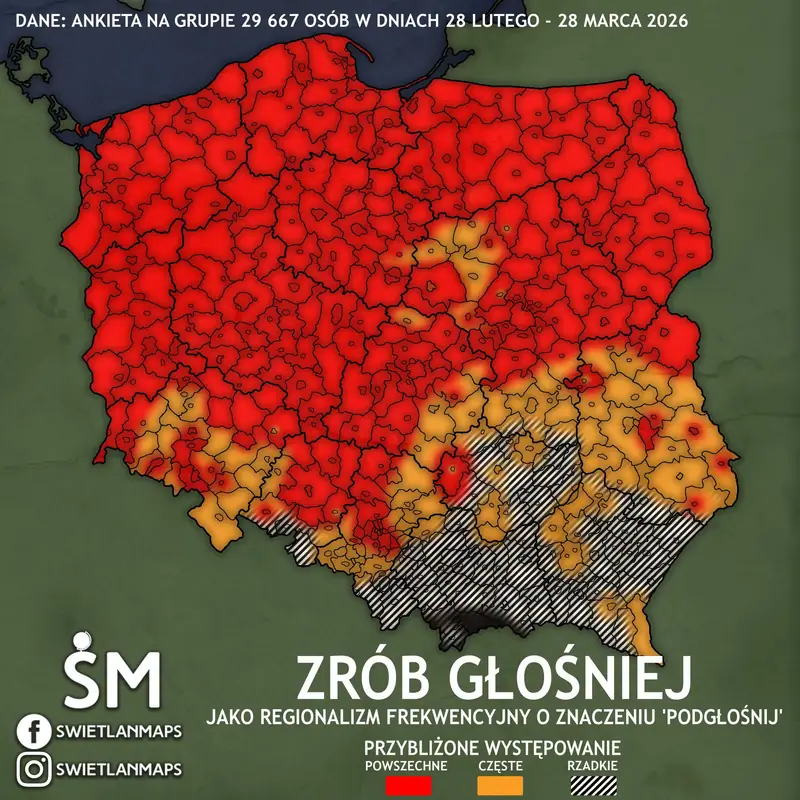 DANE: ANKIETA NA GRUPIE 29 667 OSÓB W DNIACH 28 LUTEGO - 28 MARCA 2026
ŚM
SWIETLANMAPS
SWIETLANMAPS
ZRÓB GŁOŚNIEJ
JAKO REGIONALIZM FREKWENCYJNY O ZNACZENIU 'PODGŁOŚNIJ'
PRZYBLIŻONE WYSTĘPOWANIE
POWSZECHNE CZĘSTE RZADKIE